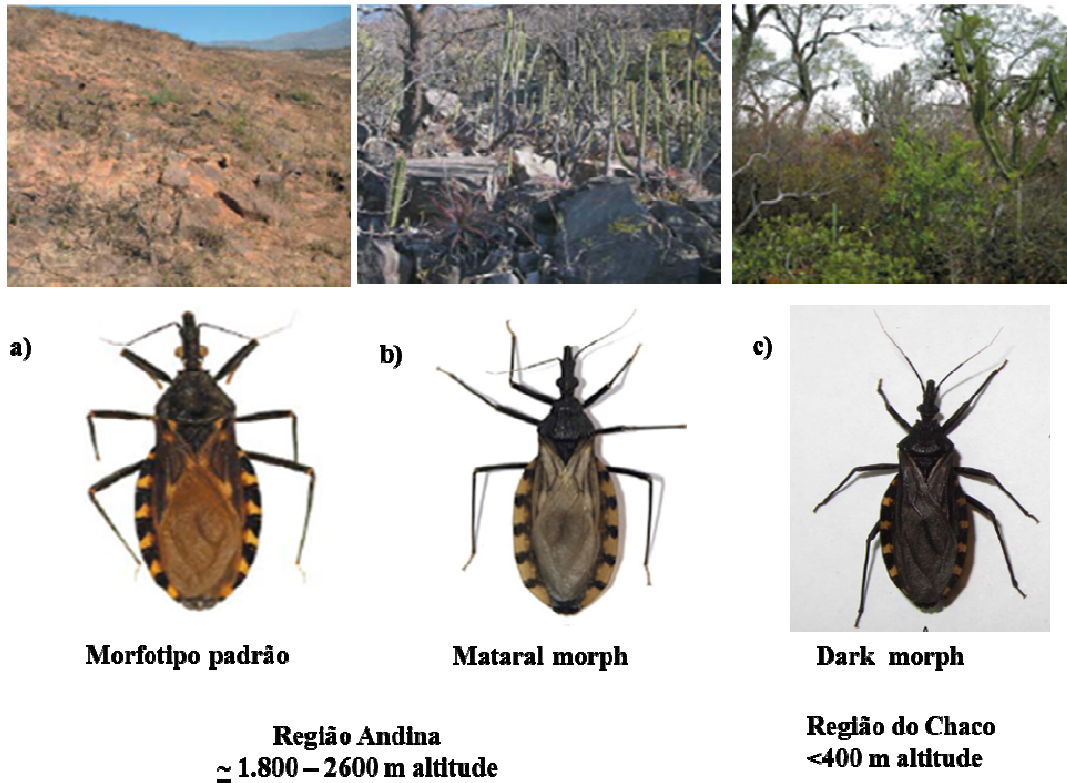 a)
b)
c)
Morfotipo padrão
Mataral morph
Dark morph
Região Andina
≃ 1.800 – 2600 m altitude
Região do Chaco
<400 m altitude